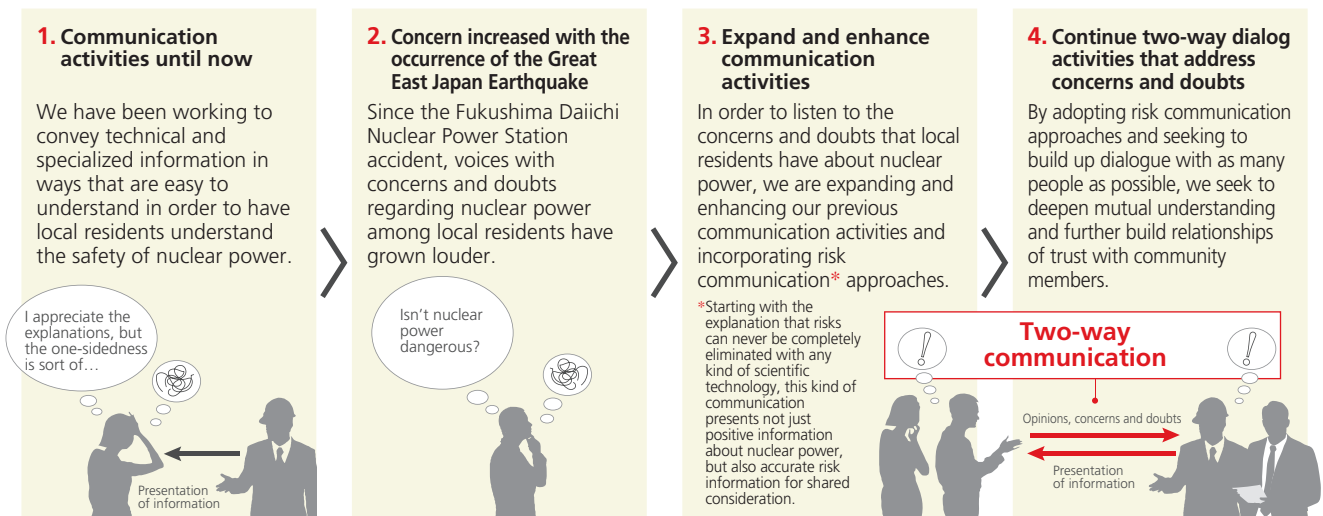 1. Communication
activities until now
We have been working to
convey technical and
specialized information in
ways that are easy to
understand in order to have
local residents understand
the safety of nuclear power.
I appreciate the
explanations, but
the one-sidedness
is sort of…
Presentation
of information
2. Concern increased with the
occurrence of the Great
East Japan Earthquake
Since the Fukushima Daiichi
Nuclear Power Station
accident, voices with
concerns and doubts
regarding nuclear power
among local residents have
grown louder.
Isn't nuclear
power
dangerous?
3. Expand and enhance
communication
activities
In order to listen to the
concerns and doubts that local
residents have about nuclear
power, we are expanding and
enhancing our previous
communication activities and
incorporating risk
communication* approaches.
*Starting with the
explanation that risks
can never be completely
eliminated with any
kind of scientific
technology, this kind of
communication
presents not just
positive information
about nuclear power,
but also accurate risk
information for shared
consideration.
4. Continue two-way dialog
activities that address
concerns and doubts
By adopting risk communication
approaches and seeking to
build up dialogue with as many
people as possible, we seek to
deepen mutual understanding
and further build relationships
of trust with community
members.
!
Two-way
communication
!
Opinions, concerns and doubts
Presentation
of information